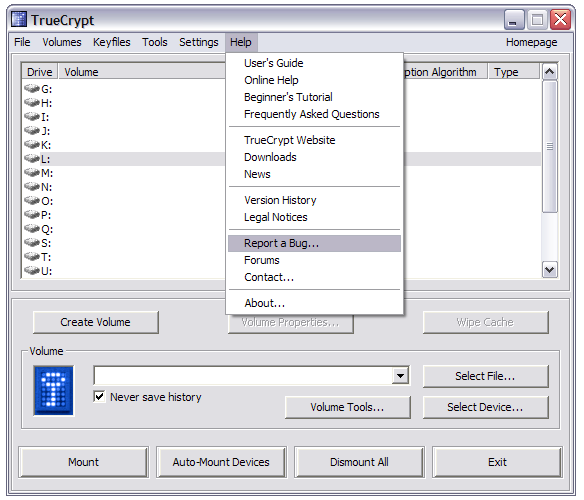 TrueCrypt
File Volumes Keyfiles Tools Settings Help Homepage
Drive Volume ption Algorithm Type
G:
H:
I:
J:
K:
L:
M:
N:
O:
P:
Q:
S:
T:
U:
User's Guide
Online Help
Beginner's Tutorial
Frequently Asked Questions
TrueCrypt Website
Downloads
News
Version History
Legal Notices
Report a Bug...
Forums
Contact...
About...
Create Volume Volume Properties... Wipe Cache
Volume
Select File...
Never save history
Volume Tools... Select Device...
Mount Auto-Mount Devices Dismount All Exit